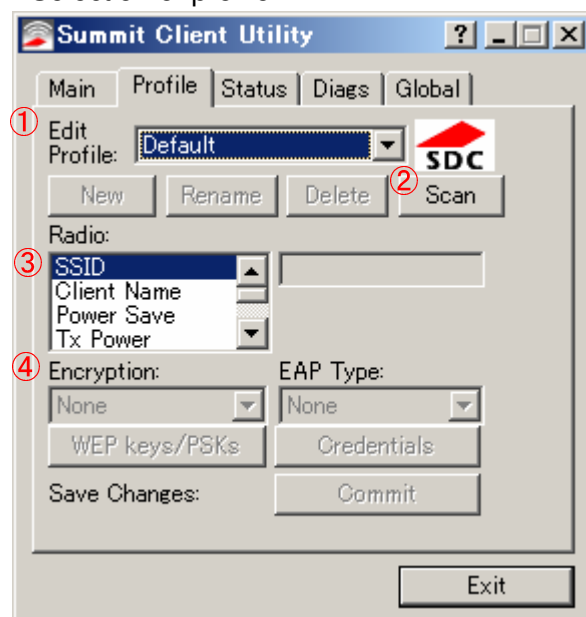 Summit Client Utility
Main Profile Status Diags Global
① Edit Profile: Default
SDC
New Rename Delete ② Scan
Radio:
③ SSID
Client Name
Power Save
Tx Power
④ Encryption: EAP Type:
None None
WEP keys/PSKs Credentials
Save Changes: Commit
Exit